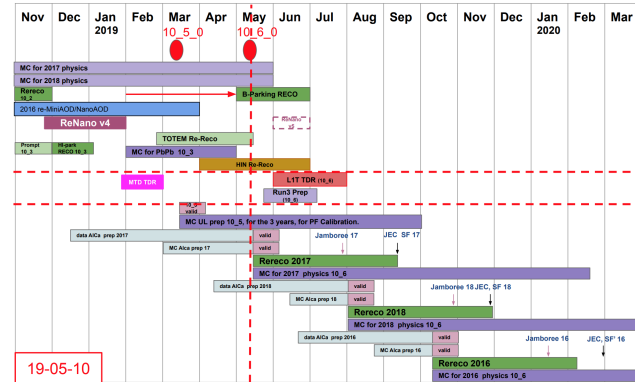 Nov Dec Jan Feb Mar Apr May Jun Jul Aug Sep Oct Nov Dec Jan Feb Mar
2019 2020
10_5_0 10_6_0
MC for 2017 physics
MC for 2018 physics
Rereco
10_2
B-Parking RECO
2016 re-MiniAOD/NanoAOD
ReNano v4
ReNano
v5
TOTEM Re-Reco
Prompt
10_3
HI-park
RECO 10_3
MC for PbPb 10_3
HIN Re-Reco
MTD TDR
L1T TDR (10_6)
Run3 Prep
(10_6)
10_5
valid
MC UL prep 10_5, for the 3 years, for PF Calibration.
data AlCa prep 2017 valid
Jamboree 17 JEC SF 17
MC Alca prep 17 valid
Rereco 2017
MC for 2017 physics 10_6
data AlCa prep 2018 valid
Jamboree 18 JEC, SF 18
MC Alca prep 18 valid
Rereco 2018
MC for 2018 physics 10_6
data AlCa prep 2016 valid
Jamboree 16 JEC, SF' 16
MC Alca prep 16 valid
Rereco 2016
MC for 2016 physics 10_6
19-05-10